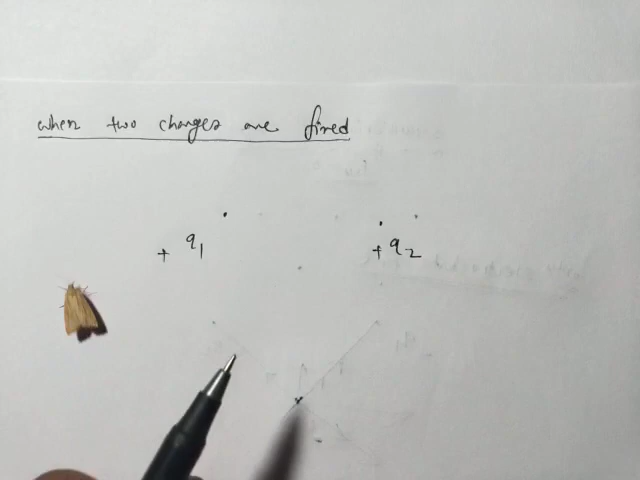 when two charges are fixed
+ q1 + q2